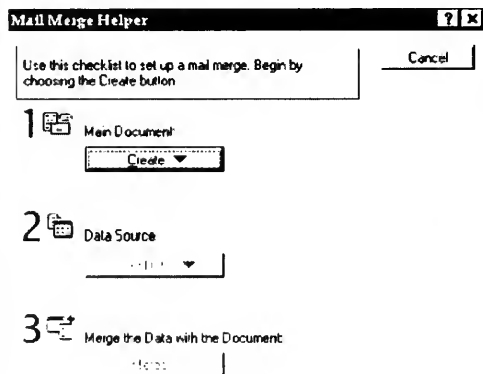 Mail Merge Helper ? x
Use this checklist to set up a mail merge. Begin by
choosing the Create button
Cancel
1 Main Document
Create
2 Data Source
3 Merge the Data with the Document